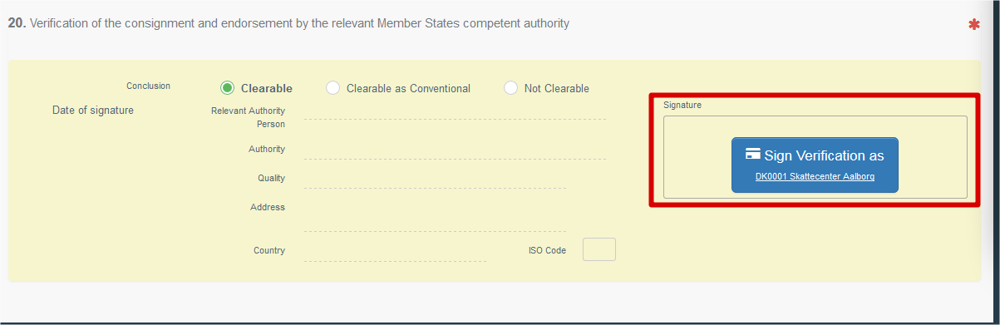 20. Verification of the consignment and endorsement by the relevant Member States competent authority *
Conclusion Clearable Clearable as Conventional Not Clearable
Date of signature
Relevant Authority
Person
Authority
Quality
Address
Country ISO Code
Signature
Sign Verification as
DK0001 Skattecenter Aalborg